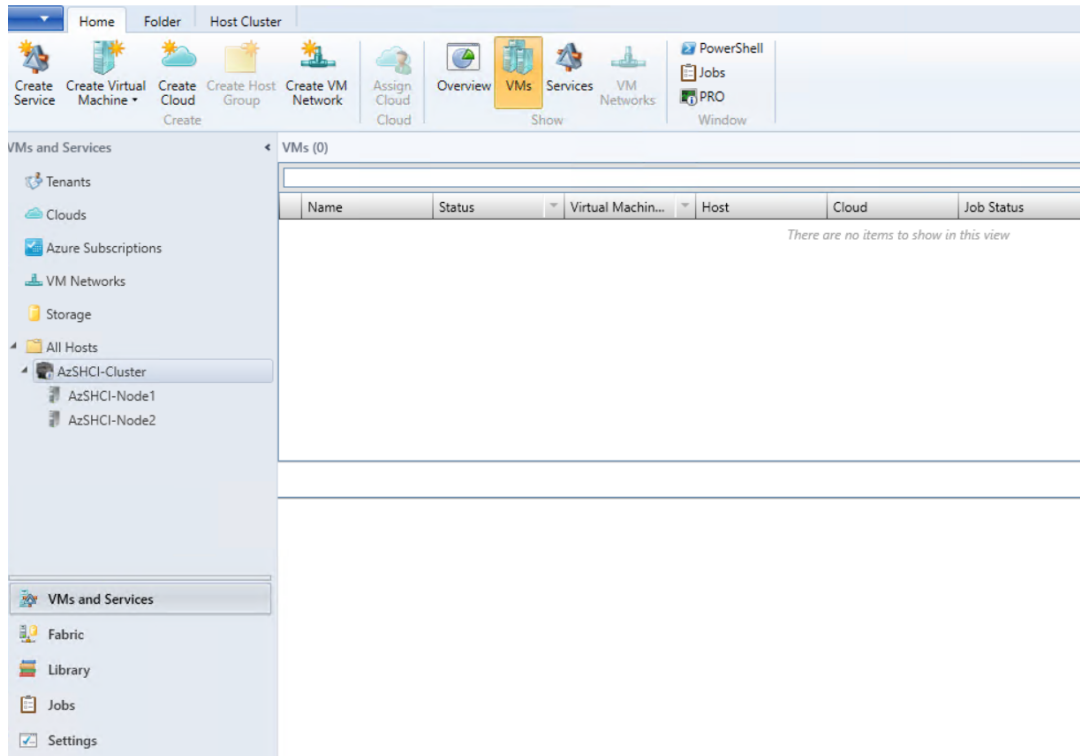 Home Folder Host Cluster
Create Service
Create Virtual Machine
Create Cloud
Create Host Group
Create VM Network
Create
Assign Cloud
Cloud
Overview
VMs
Services
VM Networks
Show
PowerShell
Jobs
PRO
Window
VMs and Services
Tenants
Clouds
Azure Subscriptions
VM Networks
Storage
All Hosts
AzSHCI-Cluster
AzSHCI-Node1
AzSHCI-Node2
VMs and Services
Fabric
Library
Jobs
Settings
VMs (0)
Name Status Virtual Machin... Host Cloud Job Status
There are no items to show in this view